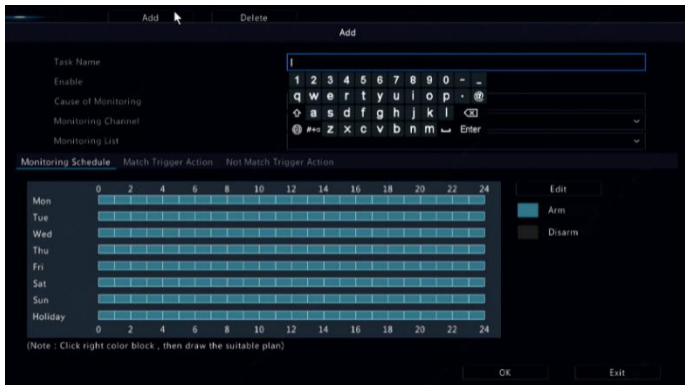 Add Delete
Add
Task Name
Enable
1 2 3 4 5 6 7 8 9 0 - _
Cause of Monitoring
q w e r t y u i o p . @
Monitoring Channel
a s d f g h j k l
#+= z x c v b n m Enter
Monitoring List
Monitoring Schedule Match Trigger Action Not Match Trigger Action
0 2 4 6 8 10 12 14 16 18 20 22 24
Edit
Mon
Arm
Tue
Disarm
Wed
Thu
Fri
Sat
Sun
Holiday
0 2 4 6 8 10 12 14 16 18 20 22 24
(Note : Click right color block , then draw the suitable plan)
OK Exit